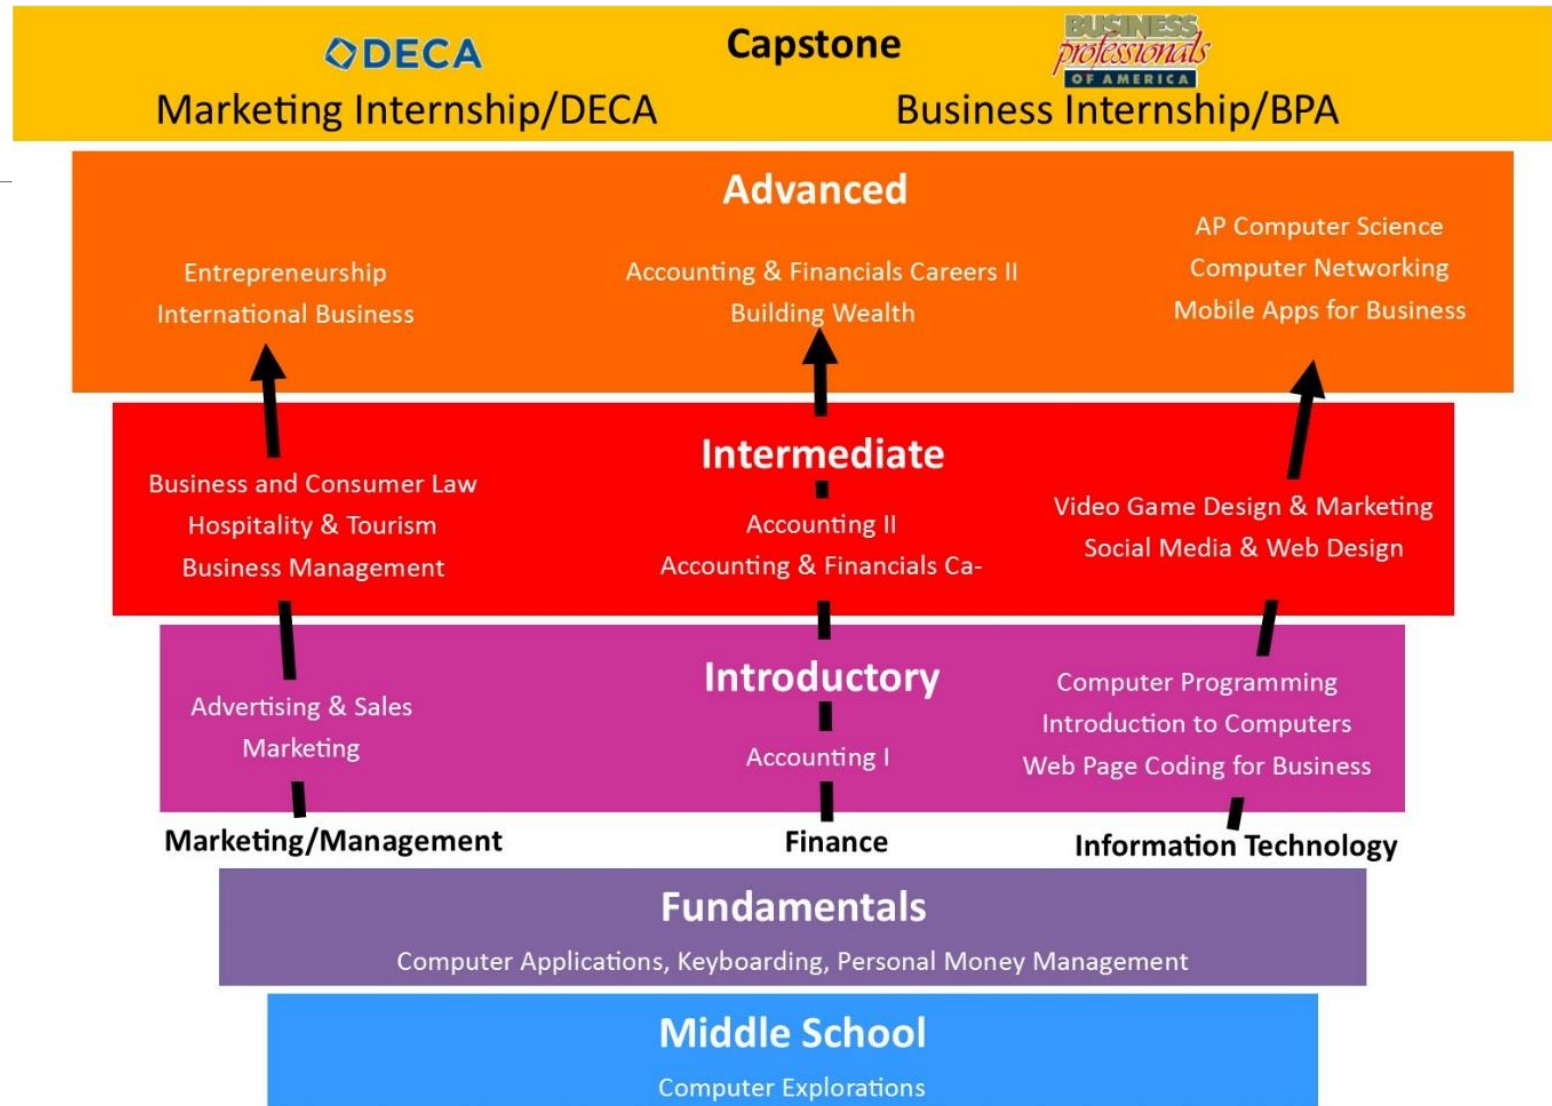 Capstone
DECA
BUSINESS
professionals
OF AMERICA
Marketing Internship/DECA
Business Internship/BPA
Advanced
Entrepreneurship
International Business
Accounting & Financials Careers II
Building Wealth
AP Computer Science
Computer Networking
Mobile Apps for Business
Intermediate
Business and Consumer Law
Hospitality & Tourism
Business Management
Accounting II
Accounting & Financials Ca-
Video Game Design & Marketing
Social Media & Web Design
Introductory
Advertising & Sales
Marketing
Accounting I
Computer Programming
Introduction to Computers
Web Page Coding for Business
Marketing/Management
Finance
Information Technology
Fundamentals
Computer Applications, Keyboarding, Personal Money Management
Middle School
Computer Explorations